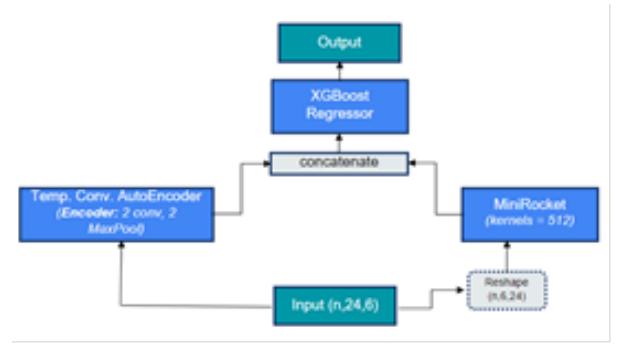 Output
XGBoost
Regressor
concatenate
Temp. Conv. AutoEncoder
(Encoder: 2 conv, 2
MaxPool)
MiniRocket
(kernels = 512)
Reshape
(n,6,24)
Input (n,24,6)